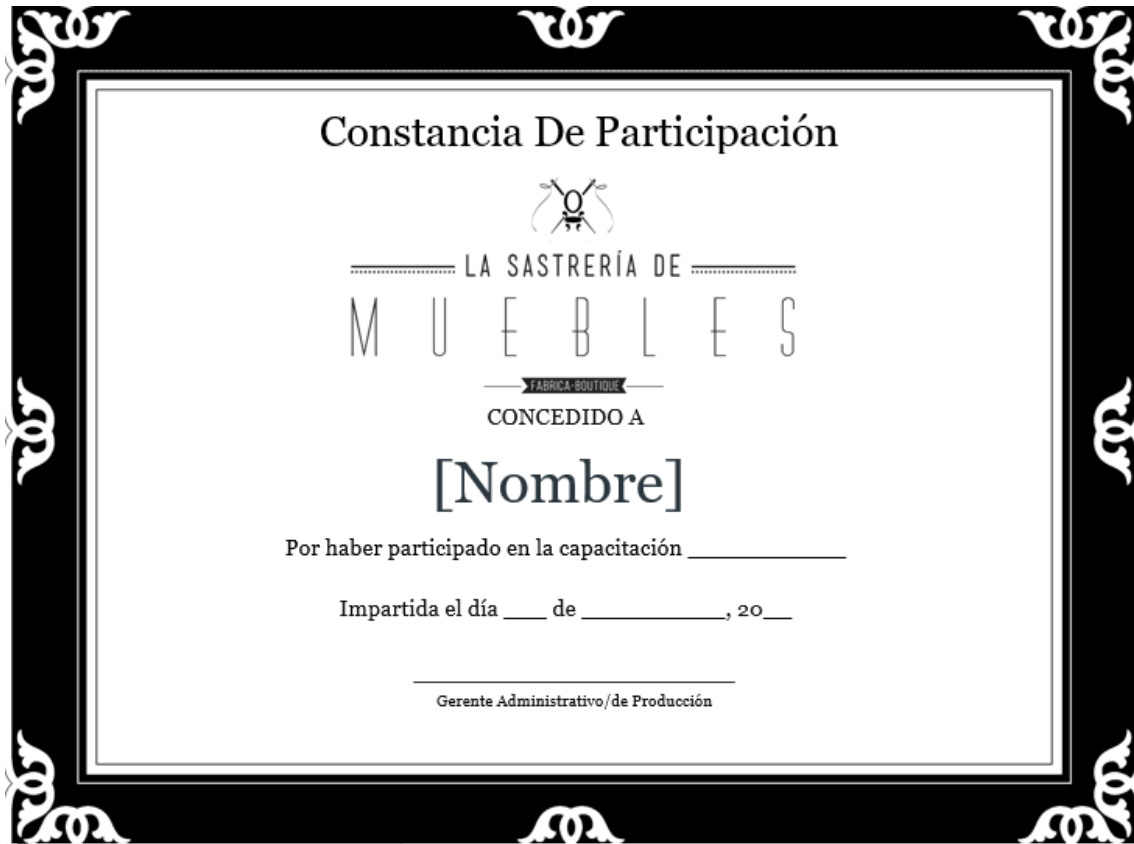 Constancia De Participación
LA SASTRERÍA DE
MUEBLES
FABRICA-BOUTIQUE
CONCEDIDO A
[Nombre]
Por haber participado en la capacitación ___________
Impartida el día ___ de __________, 20__
Gerente Administrativo/de Producción